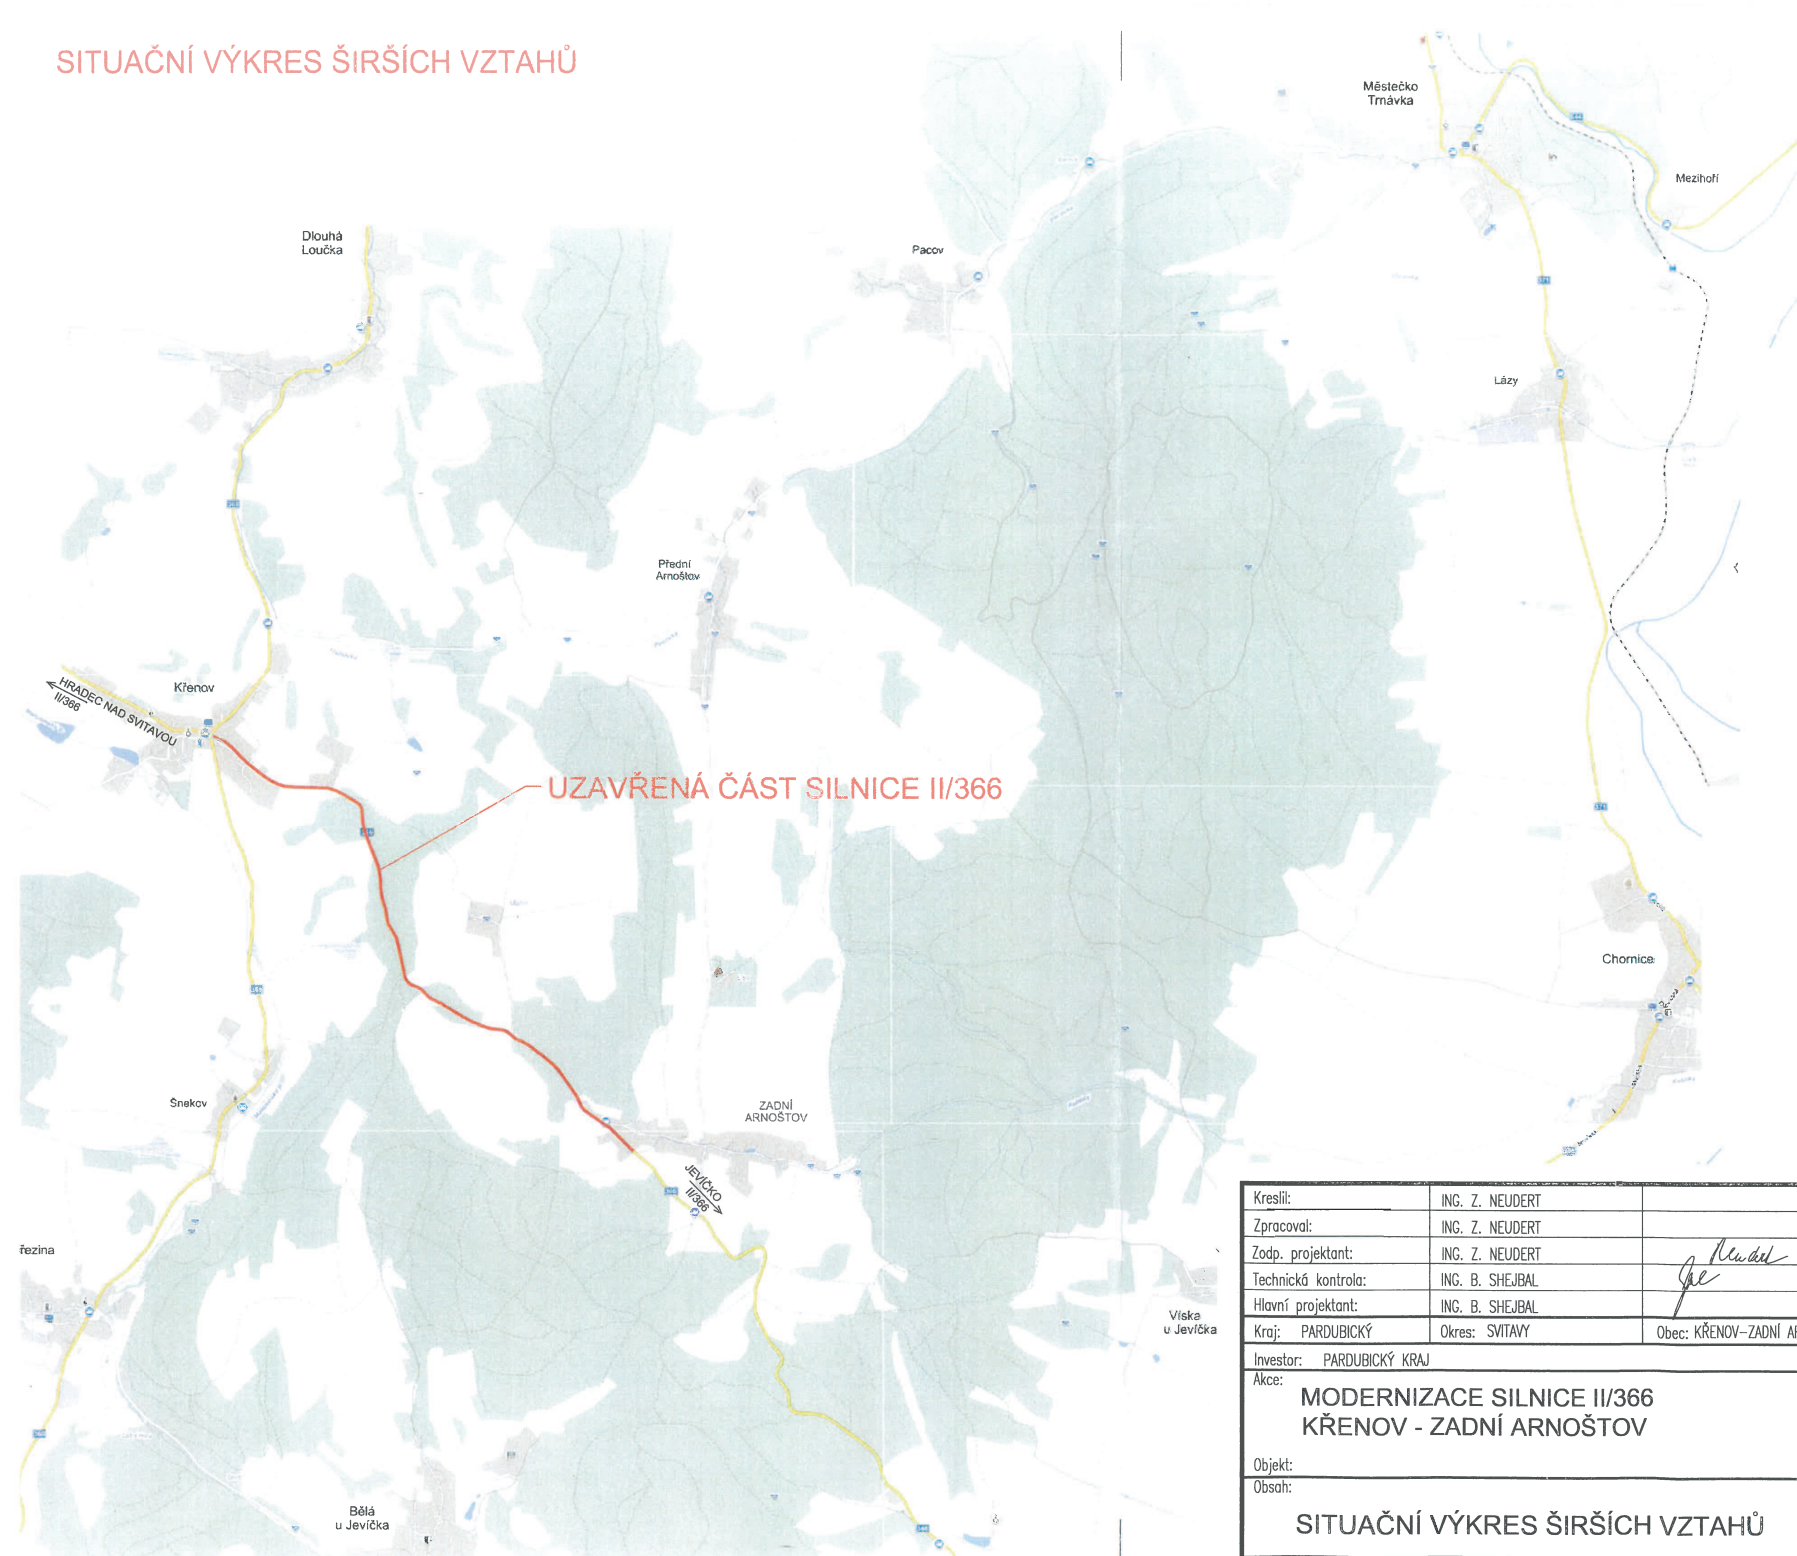 SITUAČNÍ VÝKRES ŠIRŠÍCH VZTAHŮ
Městečko
Trnávka
Mezihoří
Dlouhá
Loučka
Pacov
Lázy
Přední
Arnoštov
Křenov
HRADEC NAD SVITAVOU
II/366
UZAVŘENÁ ČÁST SILNICE II/366
Chornice
Šnekov
ZADNÍ
ARNOŠTOV
JEVÍČKO
II/366
řezina
Víska
u Jevíčka
Bělá
u Jevíčka
Kreslil: ING. Z. NEUDERT
Zpracoval: ING. Z. NEUDERT
Zodp. projektant: ING. Z. NEUDERT
Technická kontrola: ING. B. SHEJBAL
Hlavní projektant: ING. B. SHEJBAL
Kraj: PARDUBICKÝ Okres: SVITAVY Obec: KŘENOV-ZADNÍ
Investor: PARDUBICKÝ KRAJ
Akce:
MODERNIZACE SILNICE II/366
KŘENOV - ZADNÍ ARNOŠTOV
Objekt:
Obsah:
SITUAČNÍ VÝKRES ŠIRŠÍCH VZTAHŮ